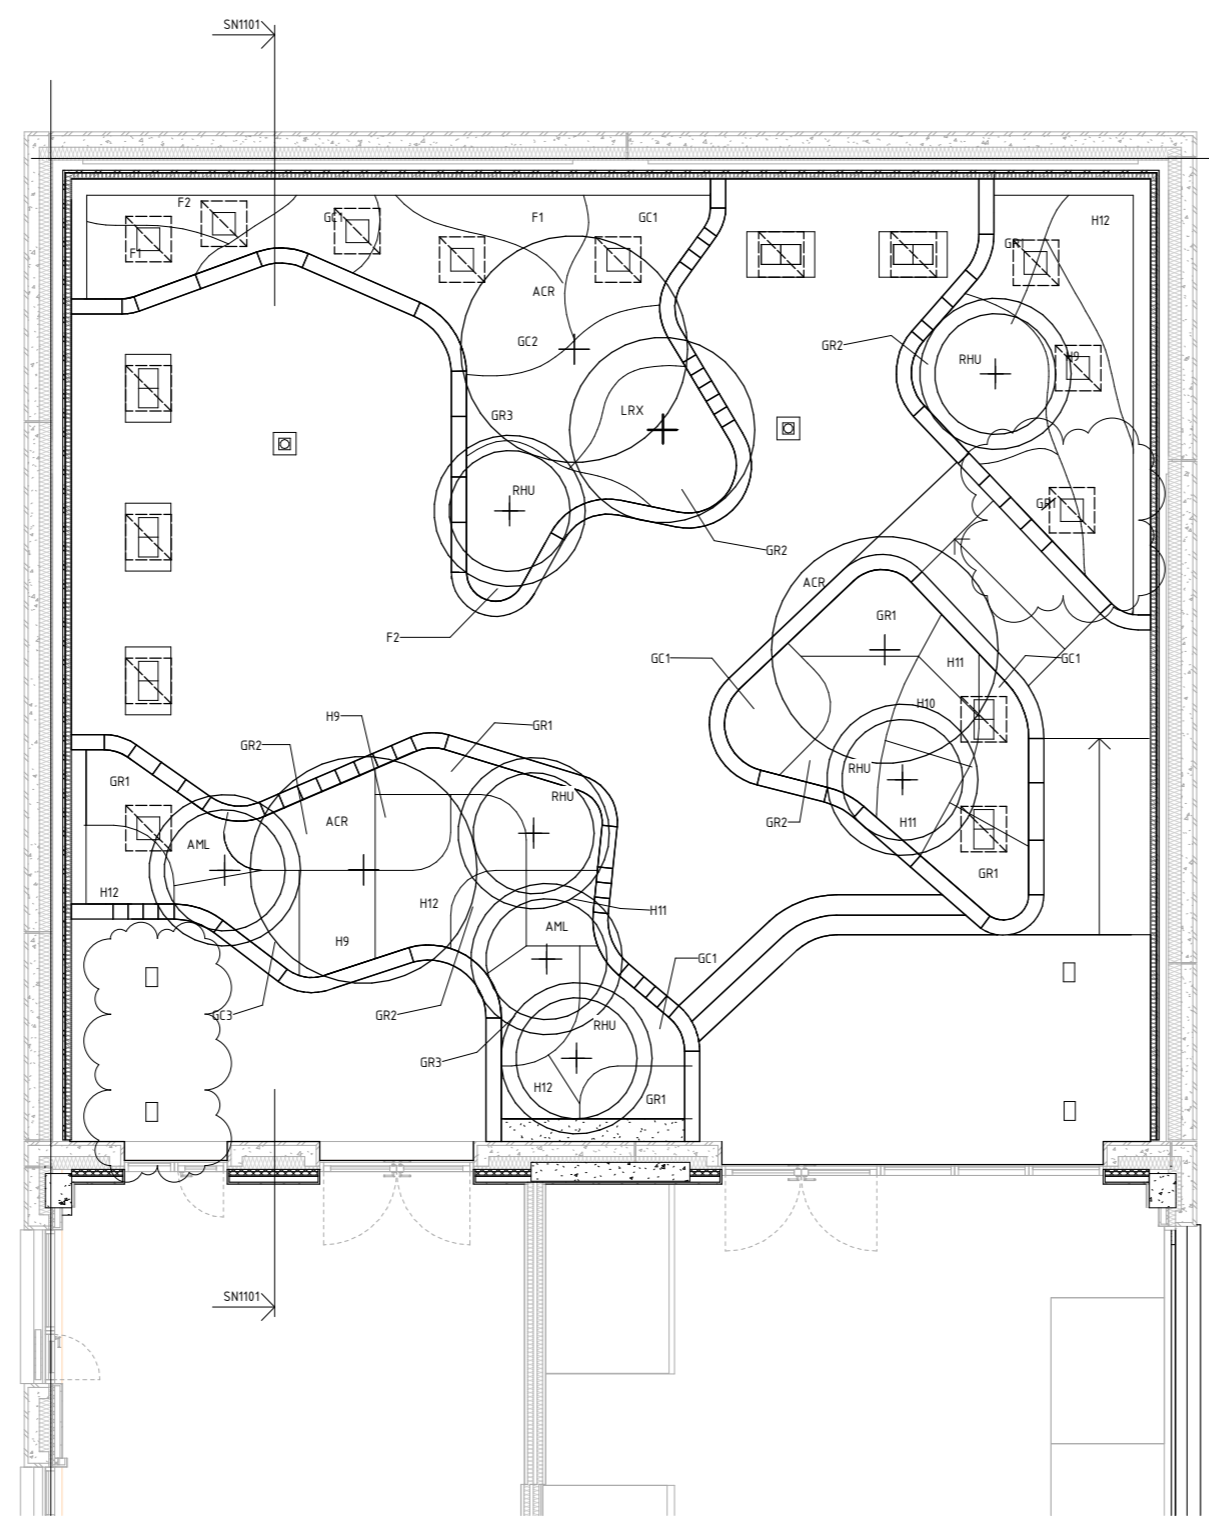 SN1101
F2
GC1
F1
GC1
H12
F1
GR1
ACR
GC2
GR2
RHU
H9
LRX
GR3
RHU
GR1
GR2
ACR
GR1
F2
GC1
H11
GC1
H10
H9
GR1
GR2
RHU
GR1
RHU
ACR
GR2
H11
AML
GR1
H12
H12
H11
AML
H9
GC1
GC3
GR2
RHU
GR3
H12
GR1
SN1101